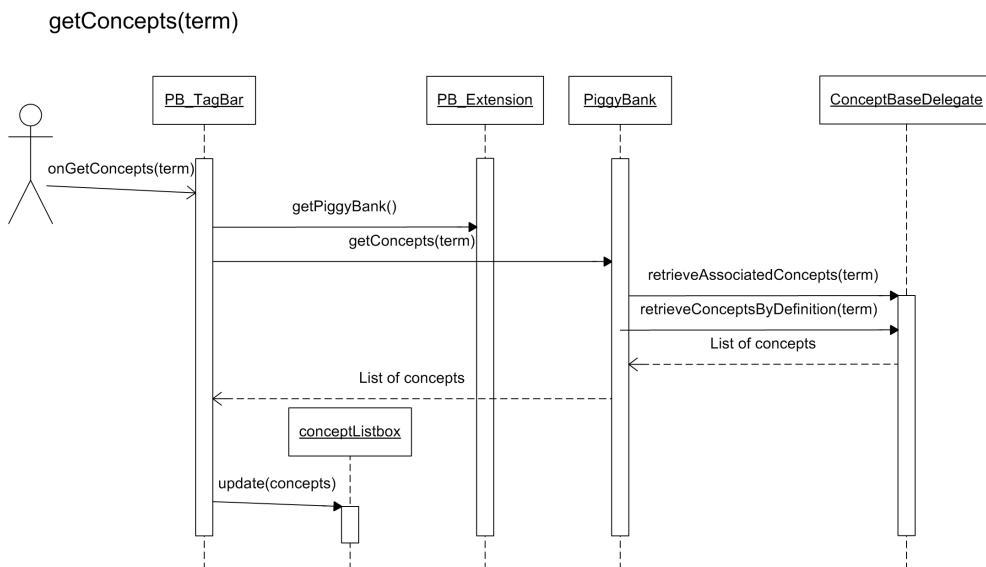 getConcepts(term)
PB_TagBar
PB_Extension
PiggyBank
ConceptBaseDelegate
onGetConcepts(term)
getPiggyBank()
getConcepts(term)
retrieveAssociatedConcepts(term)
retrieveConceptsByDefinition(term)
List of concepts
List of concepts
conceptListbox
update(concepts)